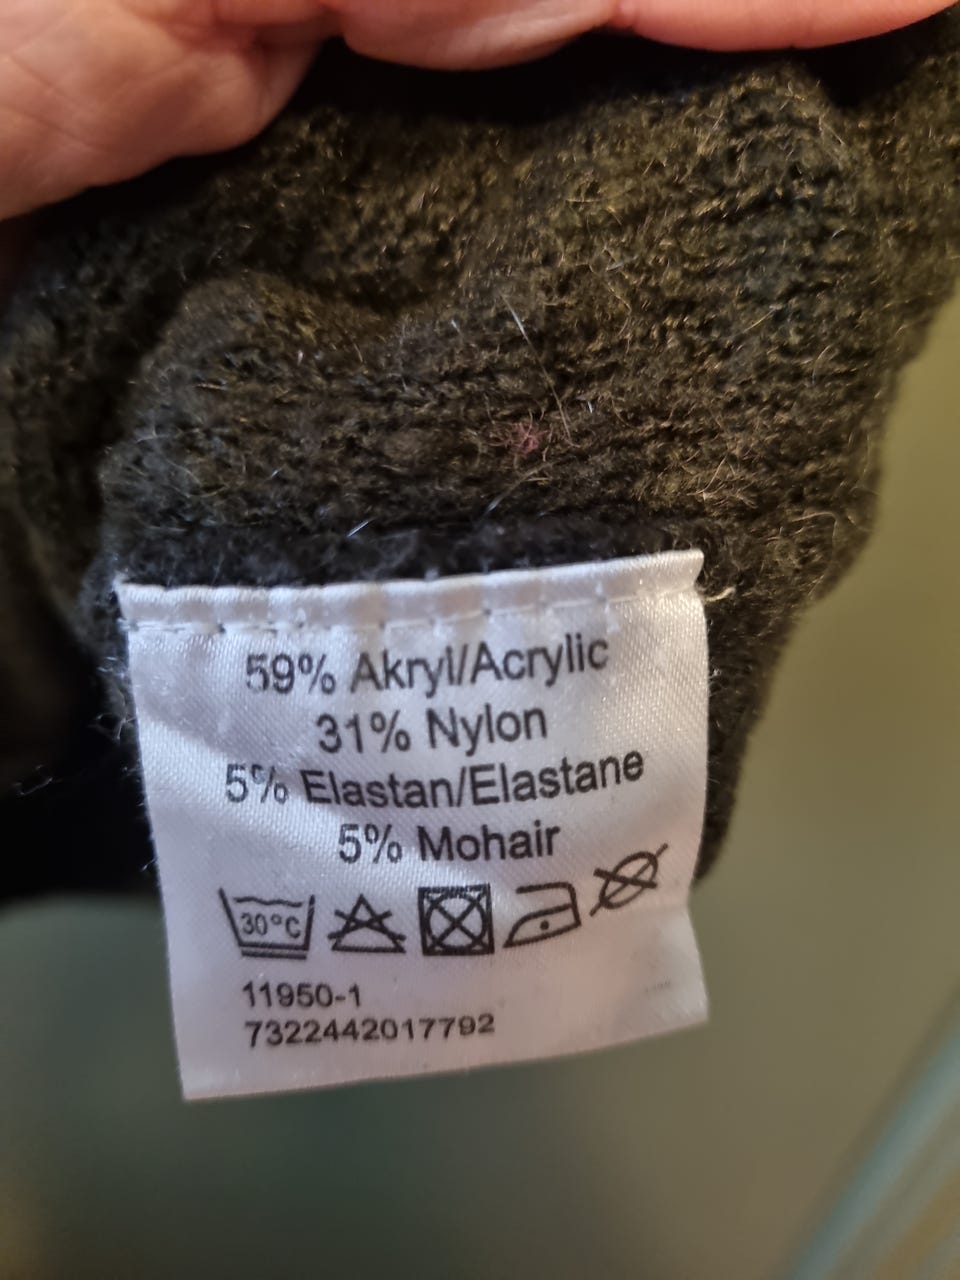 59% Akryl/Acrylic
31% Nylon
5% Elastan/Elastane
5% Mohair
30°C
11950-1
7322442017792